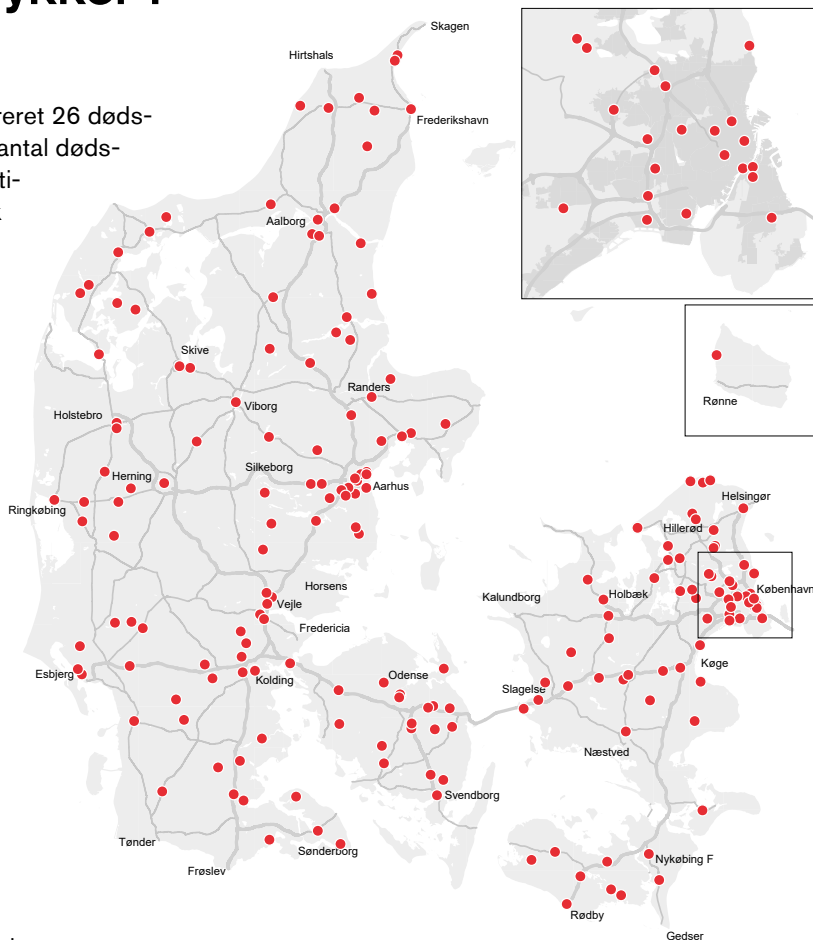 reret 26 døds-
antal døds-
ti-
Skagen
Hirtshals
Frederikshavn
Aalborg
Skive
Randers
Viborg
Holstebro
Silkeborg
Herning
Aarhus
Ringkøbing
Horsens
Vejle
Fredericia
Esbjerg
Kolding
Odense
Svendborg
Tønder
Sønderborg
Frøslev
Rønne
Helsingør
Hillerød
København
Kalundborg
Holbæk
Køge
Slagelse
Næstved
Nykøbing F
Rødby
Gedser